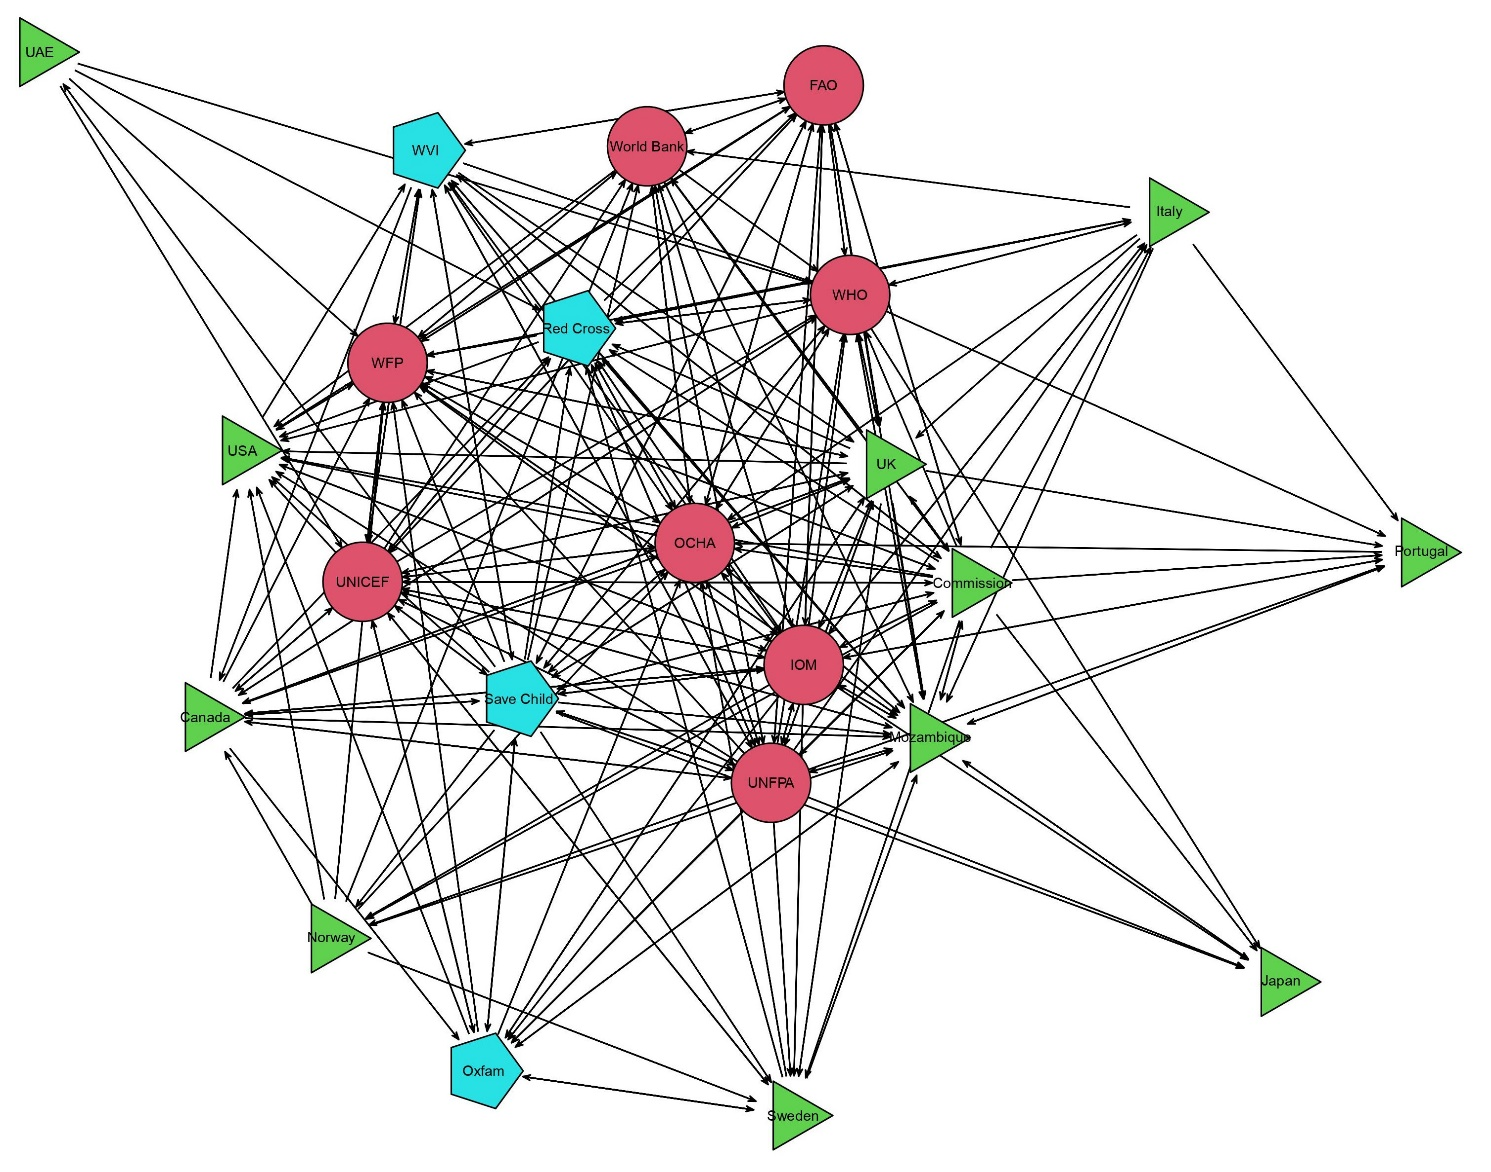 UAE
FAO
World Bank
WVI
Italy
WHO
Red Cross
WFP
USA
UK
OCHA
Portugal
UNICEF
Commission
IOM
Save Child
Canada
Mozambique
UNFPA
Norway
Japan
Oxfam
Sweden